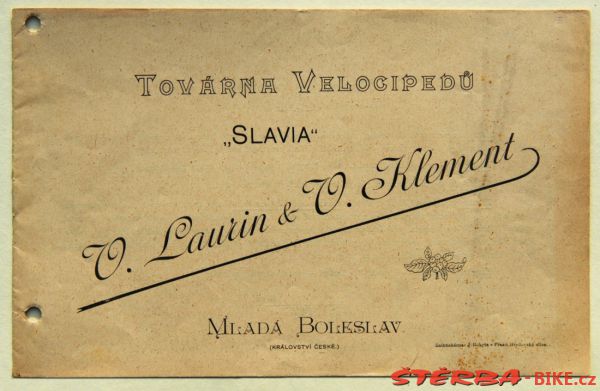 TOVÁRNA VELOCIPEDŮ
„SLAVIA“
V. Laurin & V. Klement
MLADÁ BOLESLAV.
(KRÁLOVSTVÍ ČESKÉ.)
ŠTĚRBA-BIKE.cz